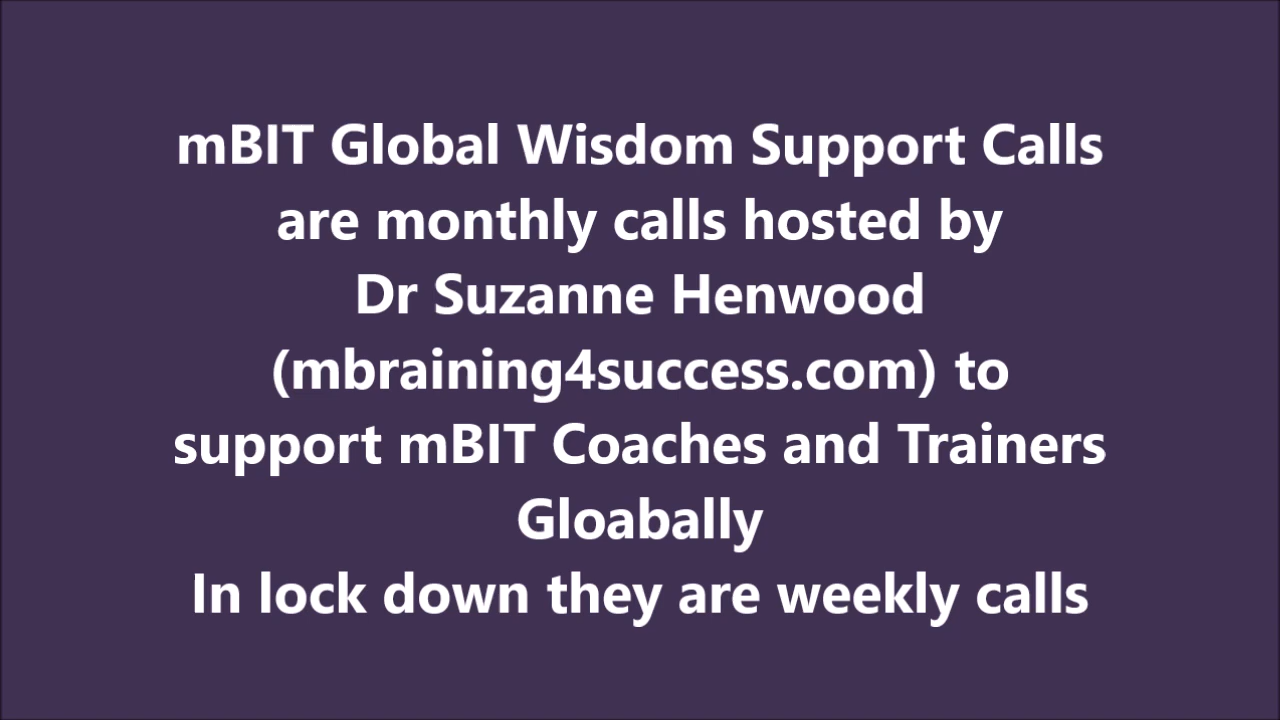 mBIT Global Wisdom Support Calls
are monthly calls hosted by
Dr Suzanne Henwood
(mbraining4success.com) to
support mBIT Coaches and Trainers
Gloabally
In lock down they are weekly calls